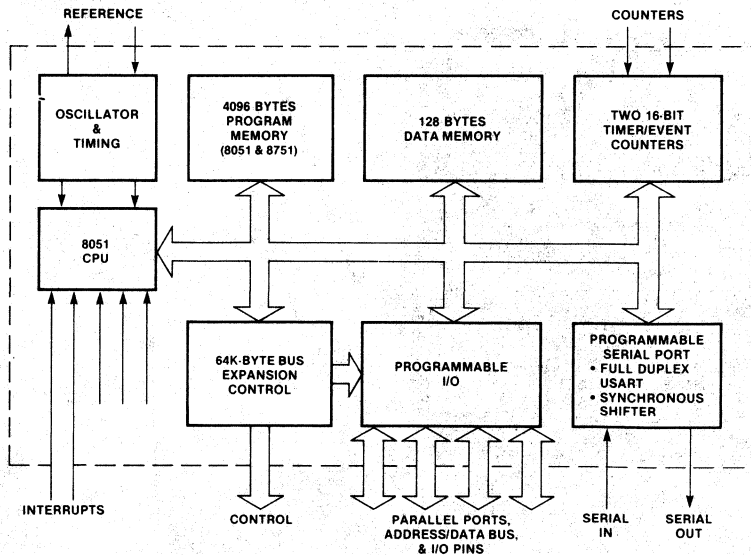 REFERENCE
COUNTERS
OSCILLATOR
&
TIMING
4096 BYTES
PROGRAM
MEMORY
(8051 & 8751)
128 BYTES
DATA MEMORY
TWO 16-BIT
TIMER/EVENT
COUNTERS
8051
CPU
64K-BYTE BUS
EXPANSION
CONTROL
PROGRAMMABLE
I/O
PROGRAMMABLE
SERIAL PORT
• FULL DUPLEX
USART
• SYNCHRONOUS
SHIFTER
INTERRUPTS
CONTROL
PARALLEL PORTS,
ADDRESS/DATA BUS,
& I/O PINS
SERIAL
IN
SERIAL
OUT